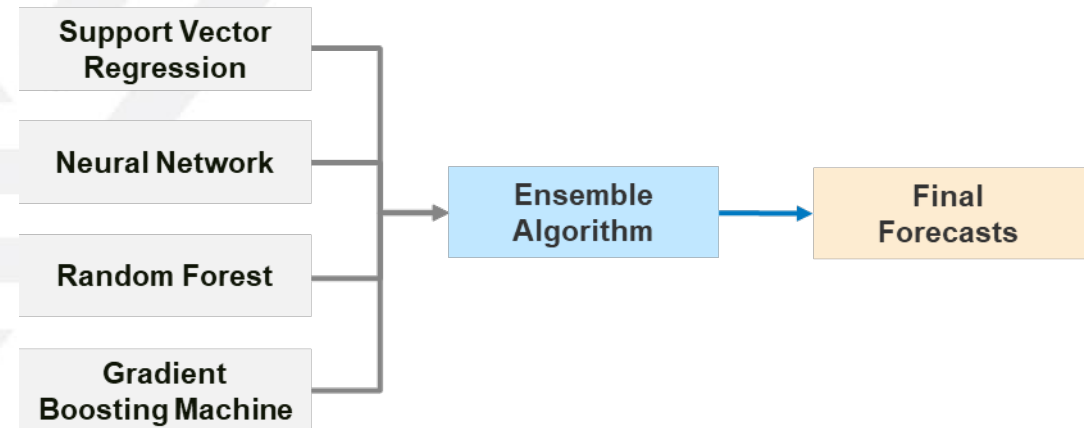 Support Vector
Regression
Neural Network
Random Forest
Gradient
Boosting Machine
Ensemble
Algorithm
Final
Forecasts